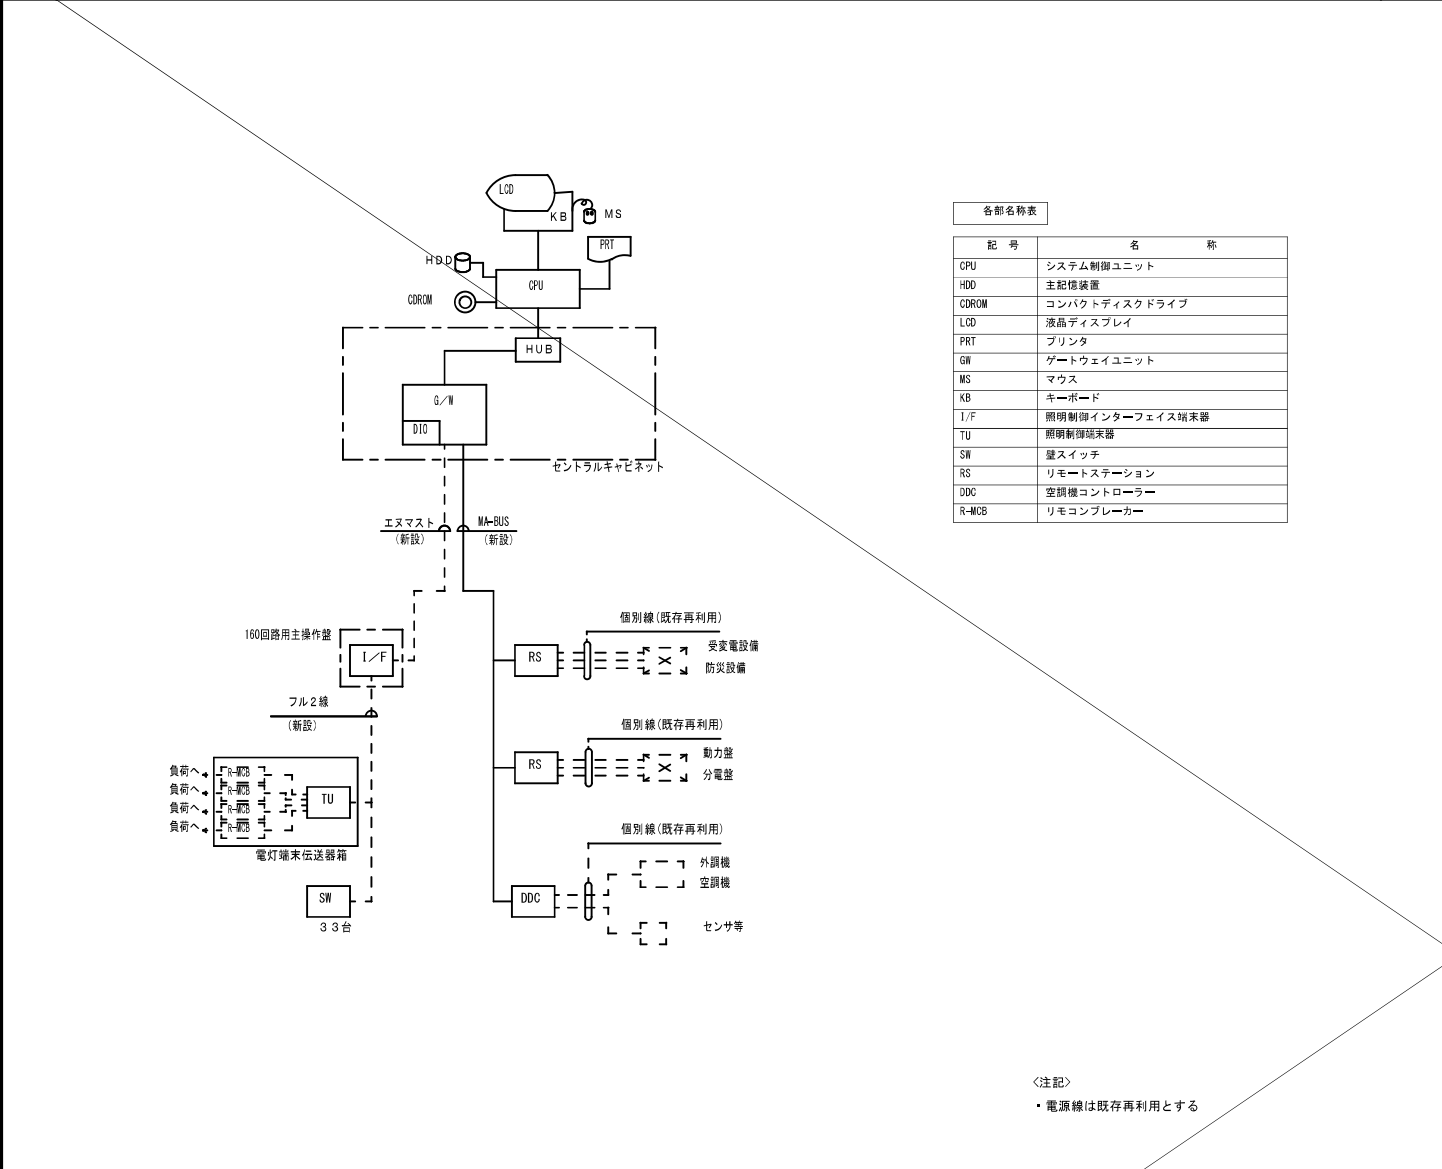 LCD
KB
MS
PRT
HDD
CPU
CDROM
HUB
G／W
DIO
セントラルキャビネット
エヌマスト
(新設)
MA-BUS
(新設)
160回路用主操作盤
I／F
フル２線
(新設)
負荷へ
R-MCB
負荷へ
R-MCB
負荷へ
R-MCB
負荷へ
R-MCB
TU
電灯端末伝送器箱
SW
３３台
個別線(既存再利用)
RS
受変電設備
防災設備
個別線(既存再利用)
RS
動力盤
分電盤
個別線(既存再利用)
DDC
外調機
空調機
センサ等
各部名称表
記　号　名　称
CPU　システム制御ユニット
HDD　主記憶装置
CDROM　コンパクトディスクドライブ
LCD　液晶ディスプレイ
PRT　プリンタ
GW　ゲートウェイユニット
MS　マウス
KB　キーボード
I/F　照明制御インターフェイス端末器
TU　照明制御端末器
SW　壁スイッチ
RS　リモートステーション
DDC　空調機コントローラー
R-MCB　リモコンブレーカー
〈注記〉
・電源線は既存再利用とする